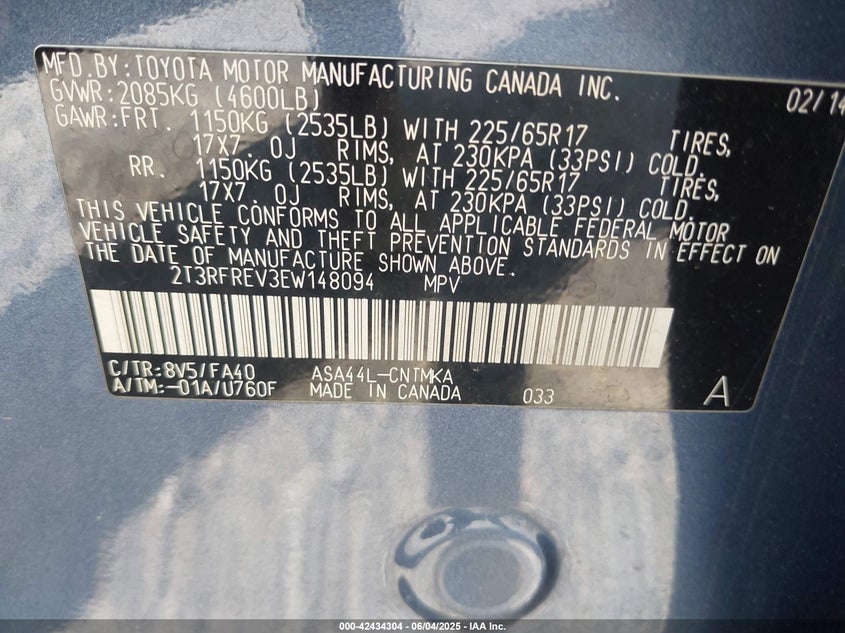 MFD.BY:TOYOTA MOTOR MANUFACTURING CANADA INC.
GVWR:2085KG (4600LB) 02/14
GAWR:FRT. 1150KG (2535LB) WITH 225/65R17 TIRES,
17X7. 0J RIMS, AT 230KPA (33PSI) COLD.
RR. 1150KG (2535LB) WITH 225/65R17 TIRES,
17X7. 0J RIMS, AT 230KPA (33PSI) COLD.
THIS VEHICLE CONFORMS TO ALL APPLICABLE FEDERAL MOTOR
VEHICLE SAFETY AND THEFT PREVENTION STANDARDS IN EFFECT ON
THE DATE OF MANUFACTURE SHOWN ABOVE.
2T3RFREV3EW148094 MPV
C/TR:8V5/FA40 ASA44L-CNTMKA
A/TM:-01A/U760F MADE IN CANADA 033 A
000-42434304 - 06/04/2025 - IAA Inc.